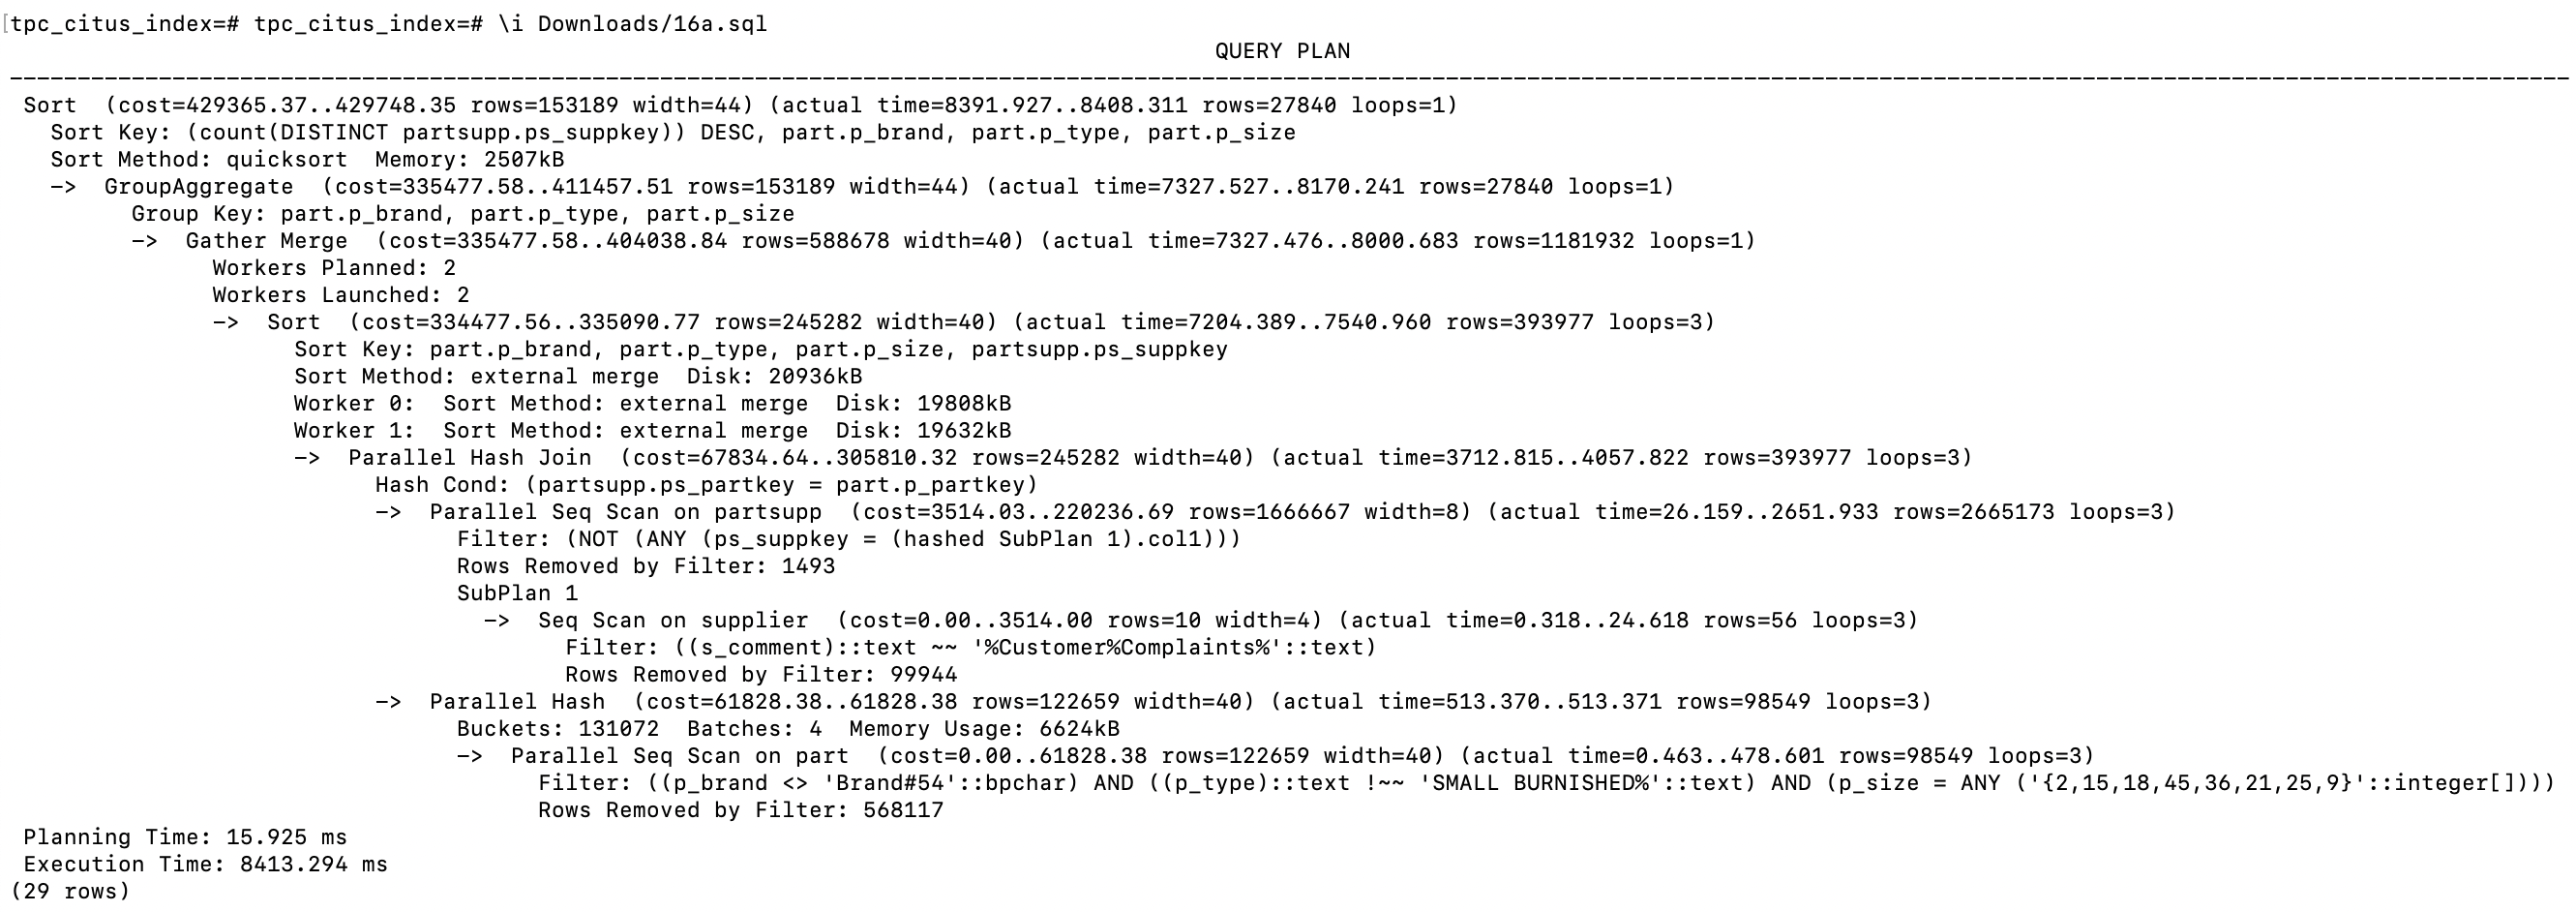 [tpc_citus_index=# tpc_citus_index=# \i Downloads/16a.sql
QUERY PLAN
Sort  (cost=429365.37..429748.35 rows=153189 width=44) (actual time=8391.927..8408.311 rows=27840 loops=1)
Sort Key: (count(DISTINCT partsupp.ps_suppkey)) DESC, part.p_brand, part.p_type, part.p_size
Sort Method: quicksort  Memory: 2507kB
->  GroupAggregate  (cost=335477.58..411457.51 rows=153189 width=44) (actual time=7327.527..8170.241 rows=27840 loops=1)
Group Key: part.p_brand, part.p_type, part.p_size
->  Gather Merge  (cost=335477.58..404038.84 rows=588678 width=40) (actual time=7327.476..8000.683 rows=1181932 loops=1)
Workers Planned: 2
Workers Launched: 2
->  Sort  (cost=334477.56..335090.77 rows=245282 width=40) (actual time=7204.389..7540.960 rows=393977 loops=3)
Sort Key: part.p_brand, part.p_type, part.p_size, partsupp.ps_suppkey
Sort Method: external merge  Disk: 20936kB
Worker 0:  Sort Method: external merge  Disk: 19808kB
Worker 1:  Sort Method: external merge  Disk: 19632kB
->  Parallel Hash Join  (cost=67834.64..305810.32 rows=245282 width=40) (actual time=3712.815..4057.822 rows=393977 loops=3)
Hash Cond: (partsupp.ps_partkey = part.p_partkey)
->  Parallel Seq Scan on partsupp  (cost=3514.03..220236.69 rows=1666667 width=8) (actual time=26.159..2651.933 rows=2665173 loops=3)
Filter: (NOT (ANY (ps_suppkey = (hashed SubPlan 1).col1)))
Rows Removed by Filter: 1493
SubPlan 1
->  Seq Scan on supplier  (cost=0.00..3514.00 rows=10 width=4) (actual time=0.318..24.618 rows=56 loops=3)
Filter: ((s_comment)::text ~~ '%Customer%Complaints%'::text)
Rows Removed by Filter: 99944
->  Parallel Hash  (cost=61828.38..61828.38 rows=122659 width=40) (actual time=513.370..513.371 rows=98549 loops=3)
Buckets: 131072  Batches: 4  Memory Usage: 6624kB
->  Parallel Seq Scan on part  (cost=0.00..61828.38 rows=122659 width=40) (actual time=0.463..478.601 rows=98549 loops=3)
Filter: ((p_brand <> 'Brand#54'::bpchar) AND ((p_type)::text !~~ 'SMALL BURNISHED%'::text) AND (p_size = ANY ('{2,15,18,45,36,21,25,9}'::integer[])))
Rows Removed by Filter: 568117
Planning Time: 15.925 ms
Execution Time: 8413.294 ms
(29 rows)